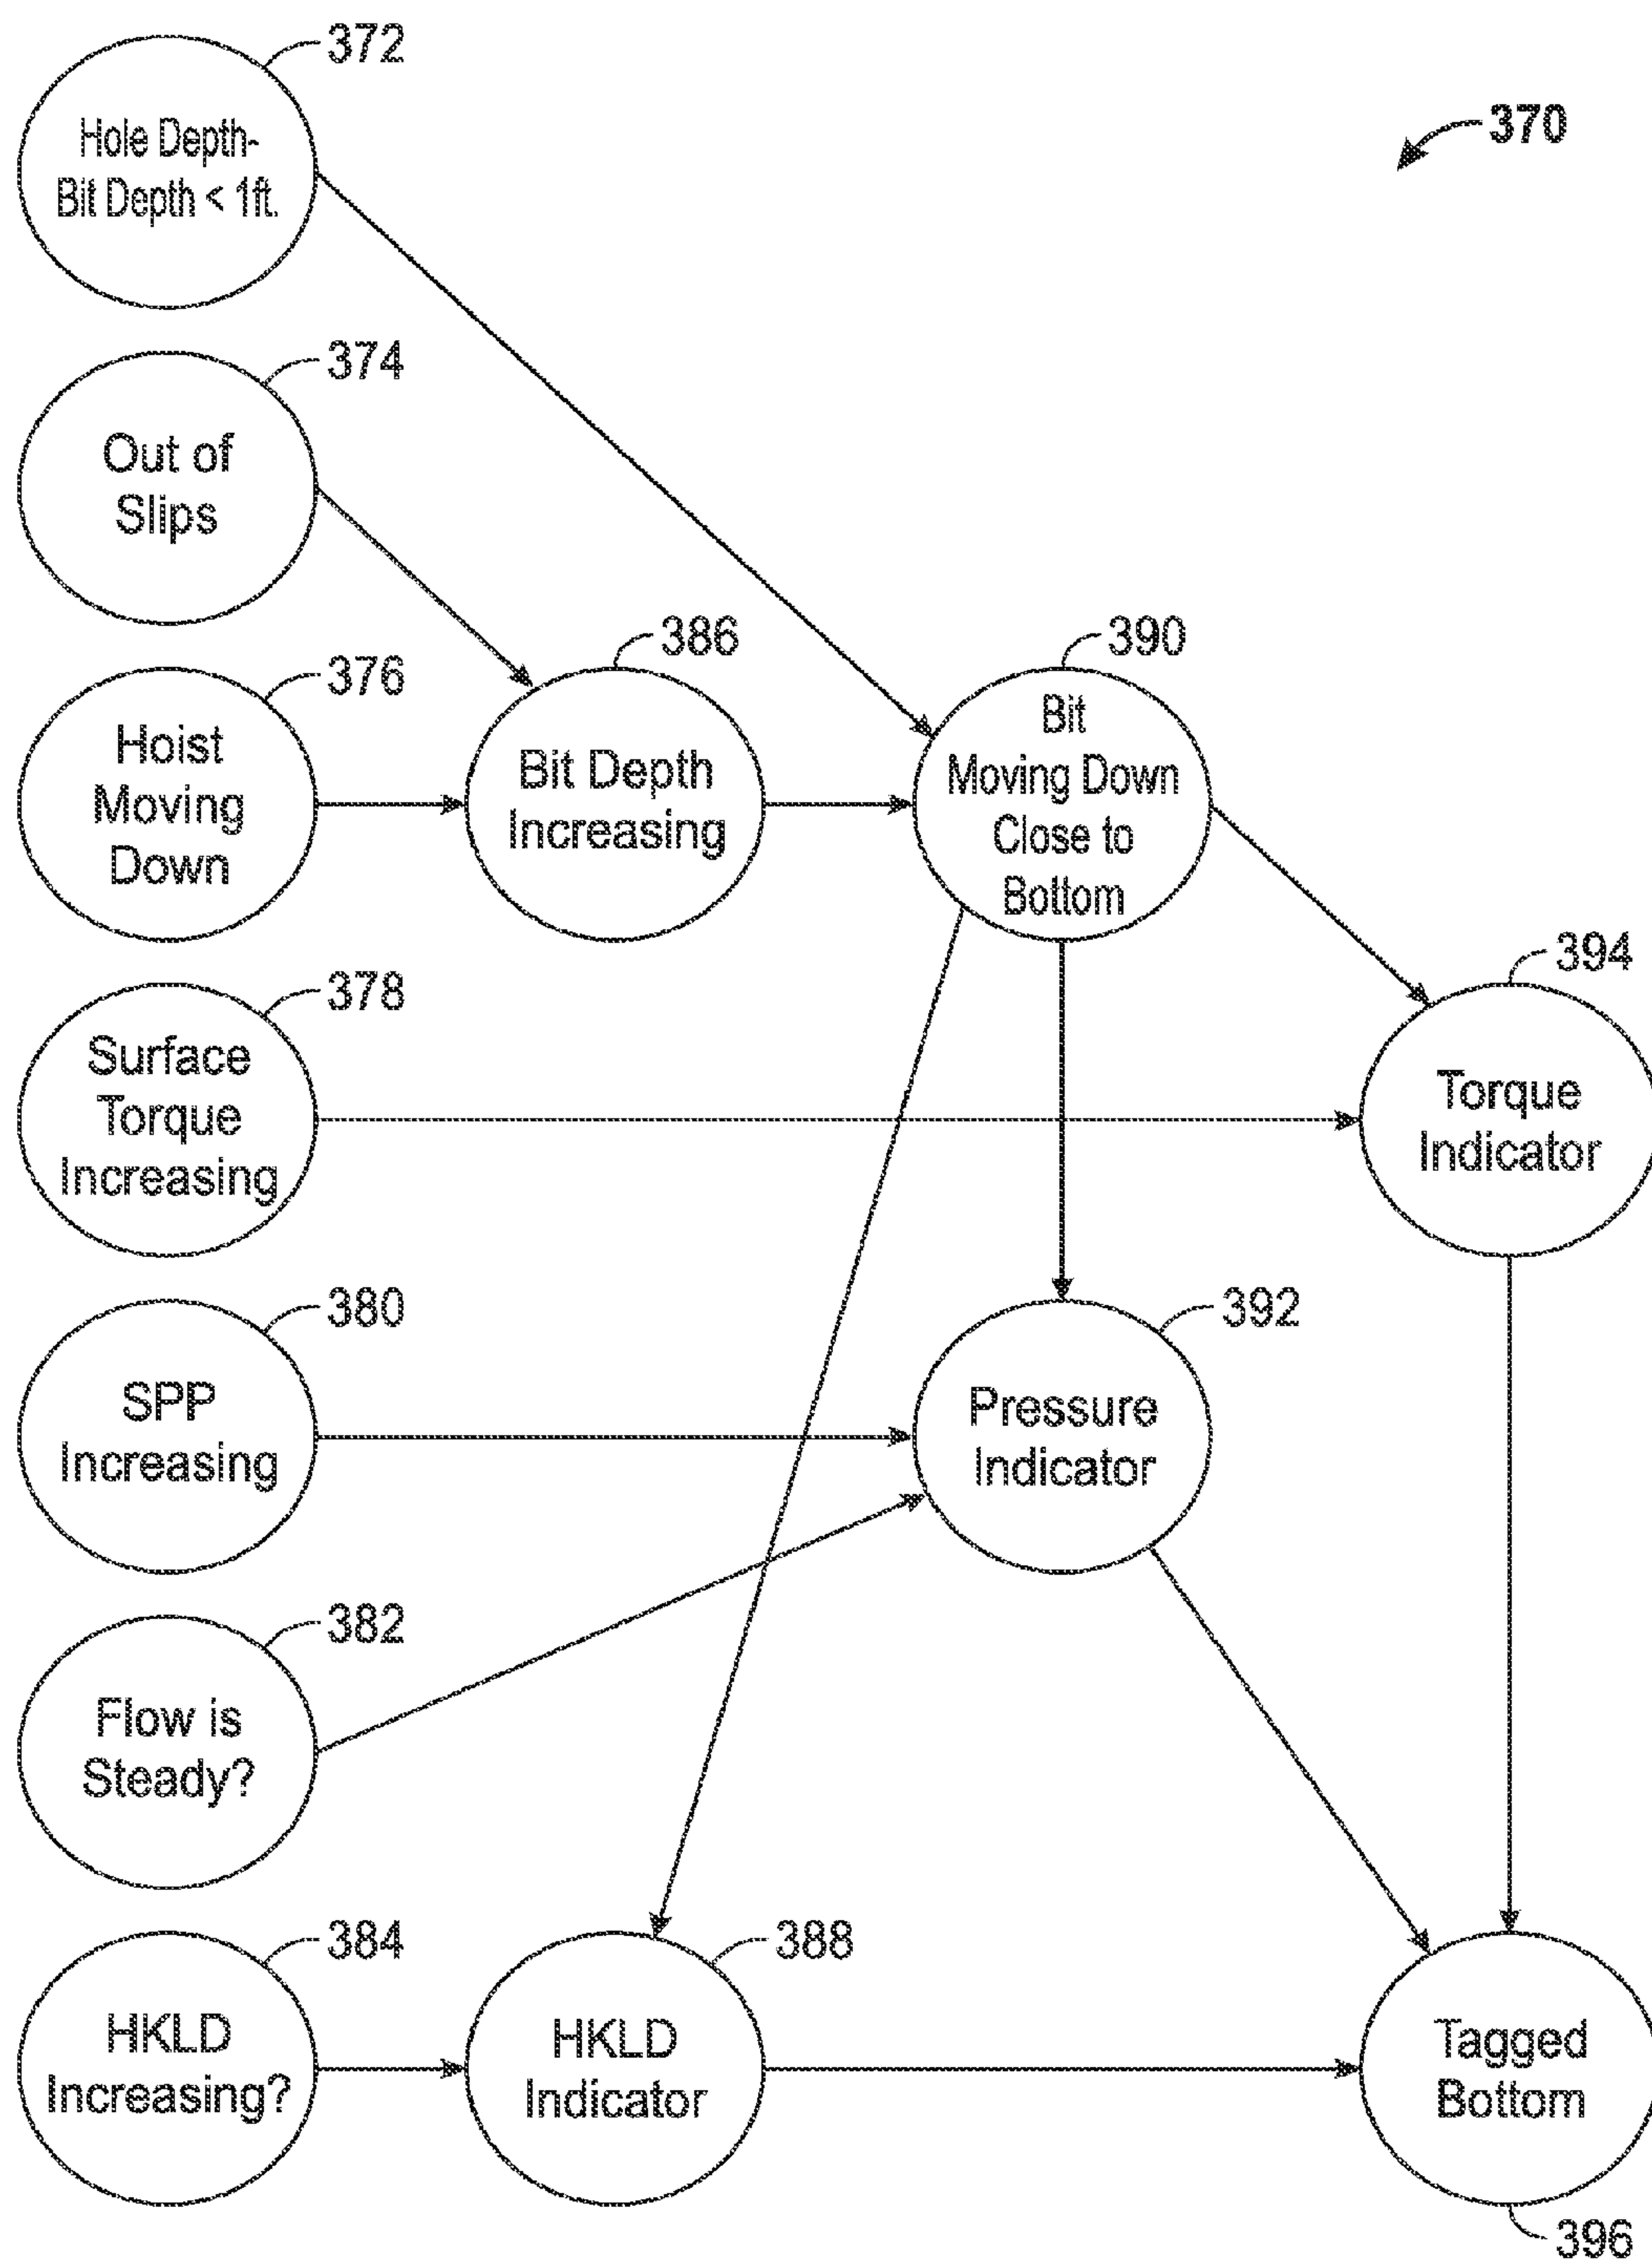 372
Hole Depth-
Bit Depth < 1ft.
370
374
Out of
Slips
376
Hoist
Moving
Down
386
Bit Depth
Increasing
390
Bit
Moving Down
Close to
Bottom
378
Surface
Torque
Increasing
394
Torque
Indicator
380
SPP
Increasing
392
Pressure
Indicator
382
Flow is
Steady?
384
HKLD
Increasing?
388
HKLD
Indicator
Tagged
Bottom
396